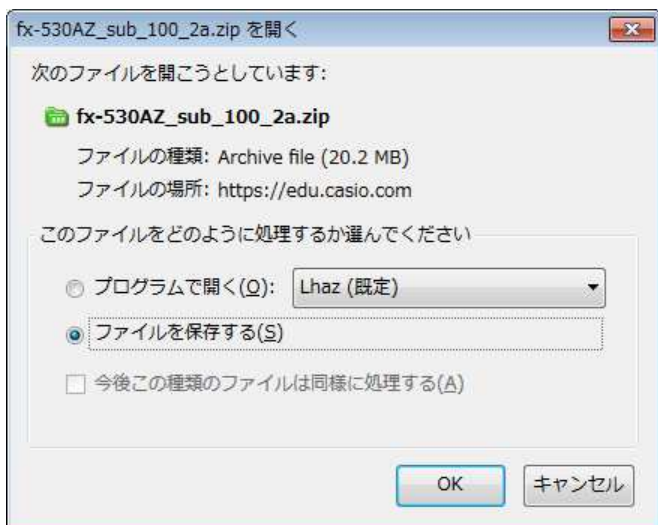 fx-530AZ_sub_100_2a.zip を開く
次のファイルを開こうとしています:
fx-530AZ_sub_100_2a.zip
ファイルの種類: Archive file (20.2 MB)
ファイルの場所: https://edu.casio.com
このファイルをどのように処理するか選んでください
プログラムで開く(O): Lhaz (既定)
ファイルを保存する(S)
今後この種類のファイルは同様に処理する(A)
OK キャンセル